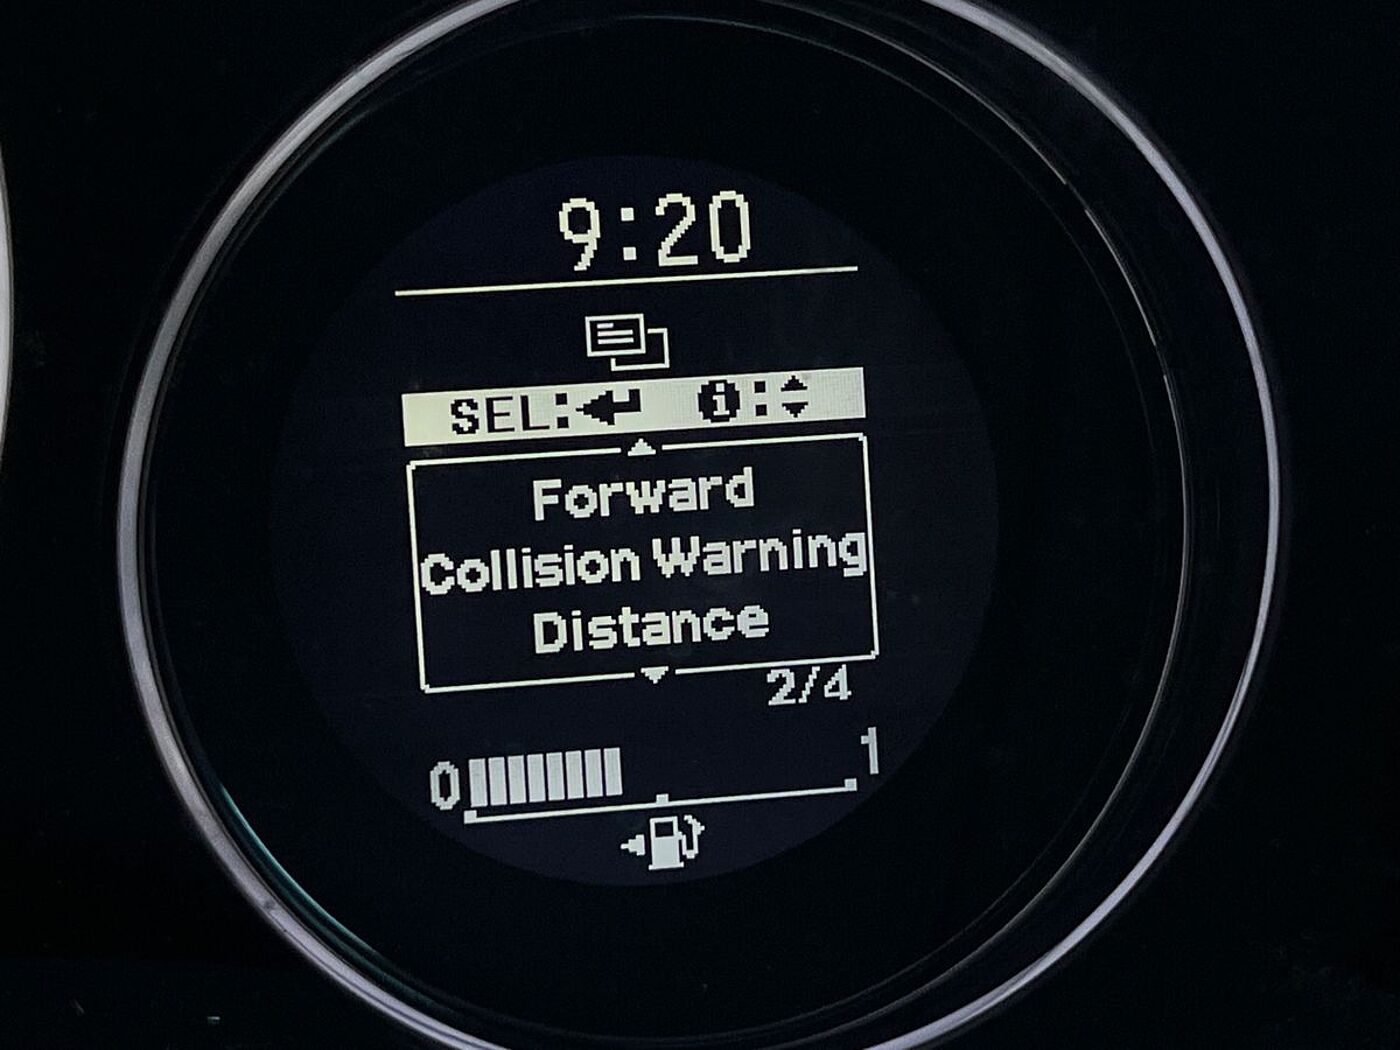 9:20
SEL: i:
Forward
Collision Warning
Distance
2/4
0 1